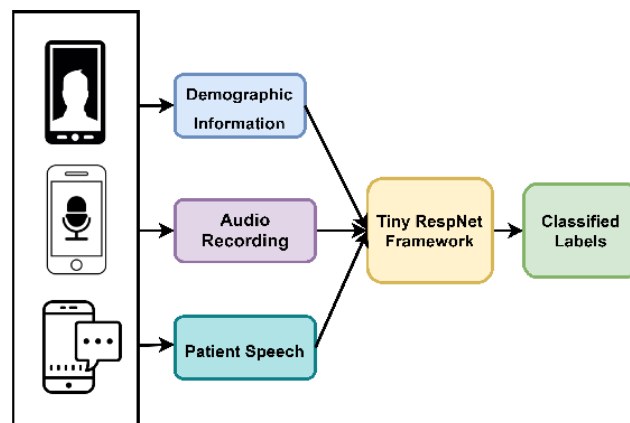 Demographic
Information
Audio
Recording
Patient Speech
Tiny RespNet
Framework
Classified
Labels